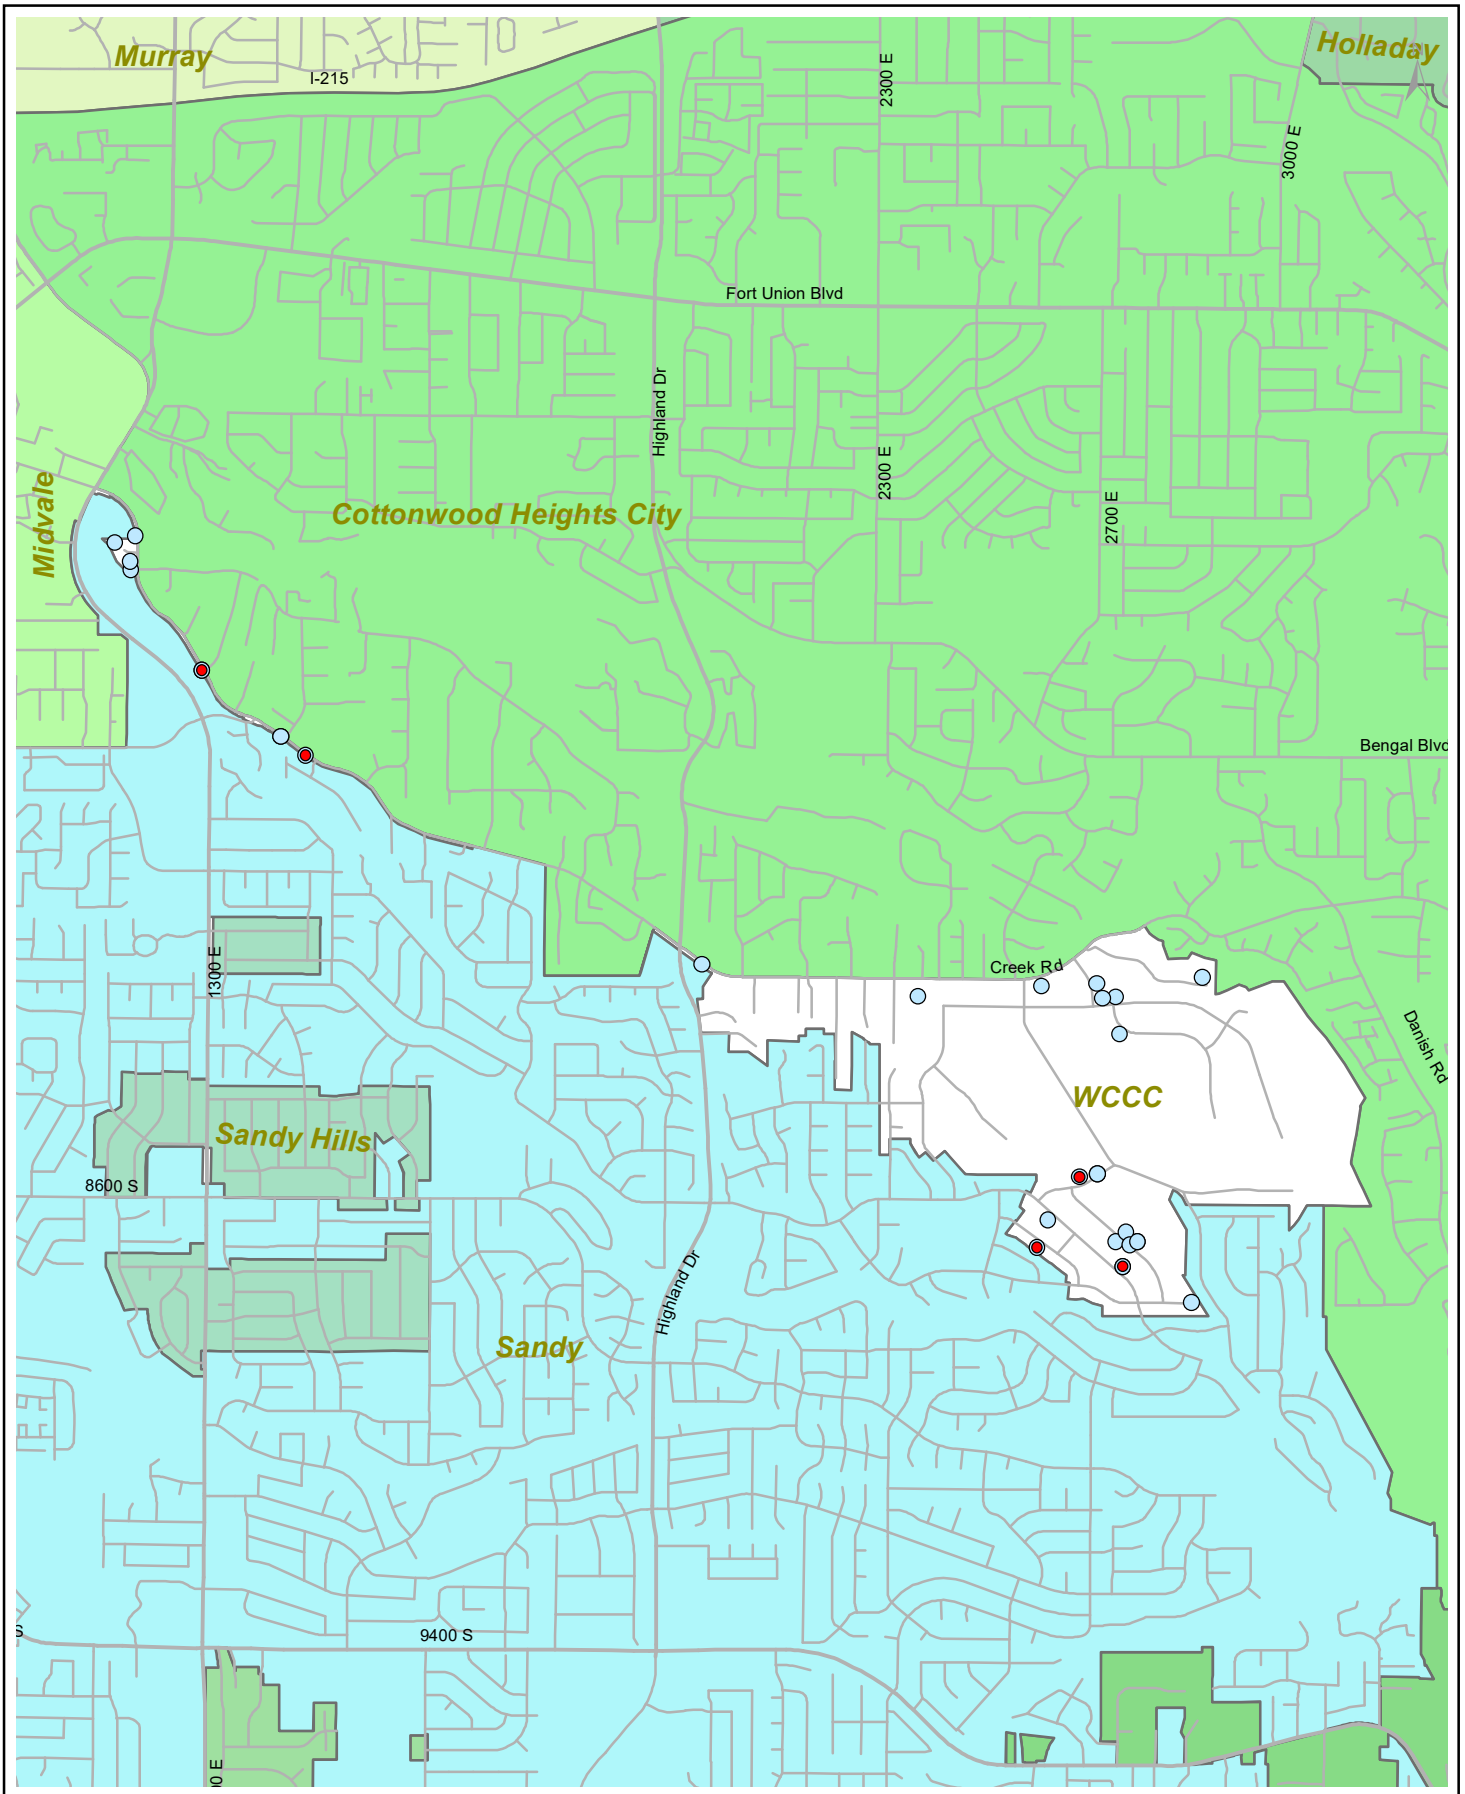 Murray
Holladay
I-215
2300 E
3000 E
Fort Union Blvd
Highland Dr
2300 E
2700 E
Midvale
Cottonwood Heights City
Bengal Blvd
1300 E
Creek Rd
Danish Rd
WCCC
Sandy Hills
8600 S
Highland Dr
Sandy
S
9400 S
00 E